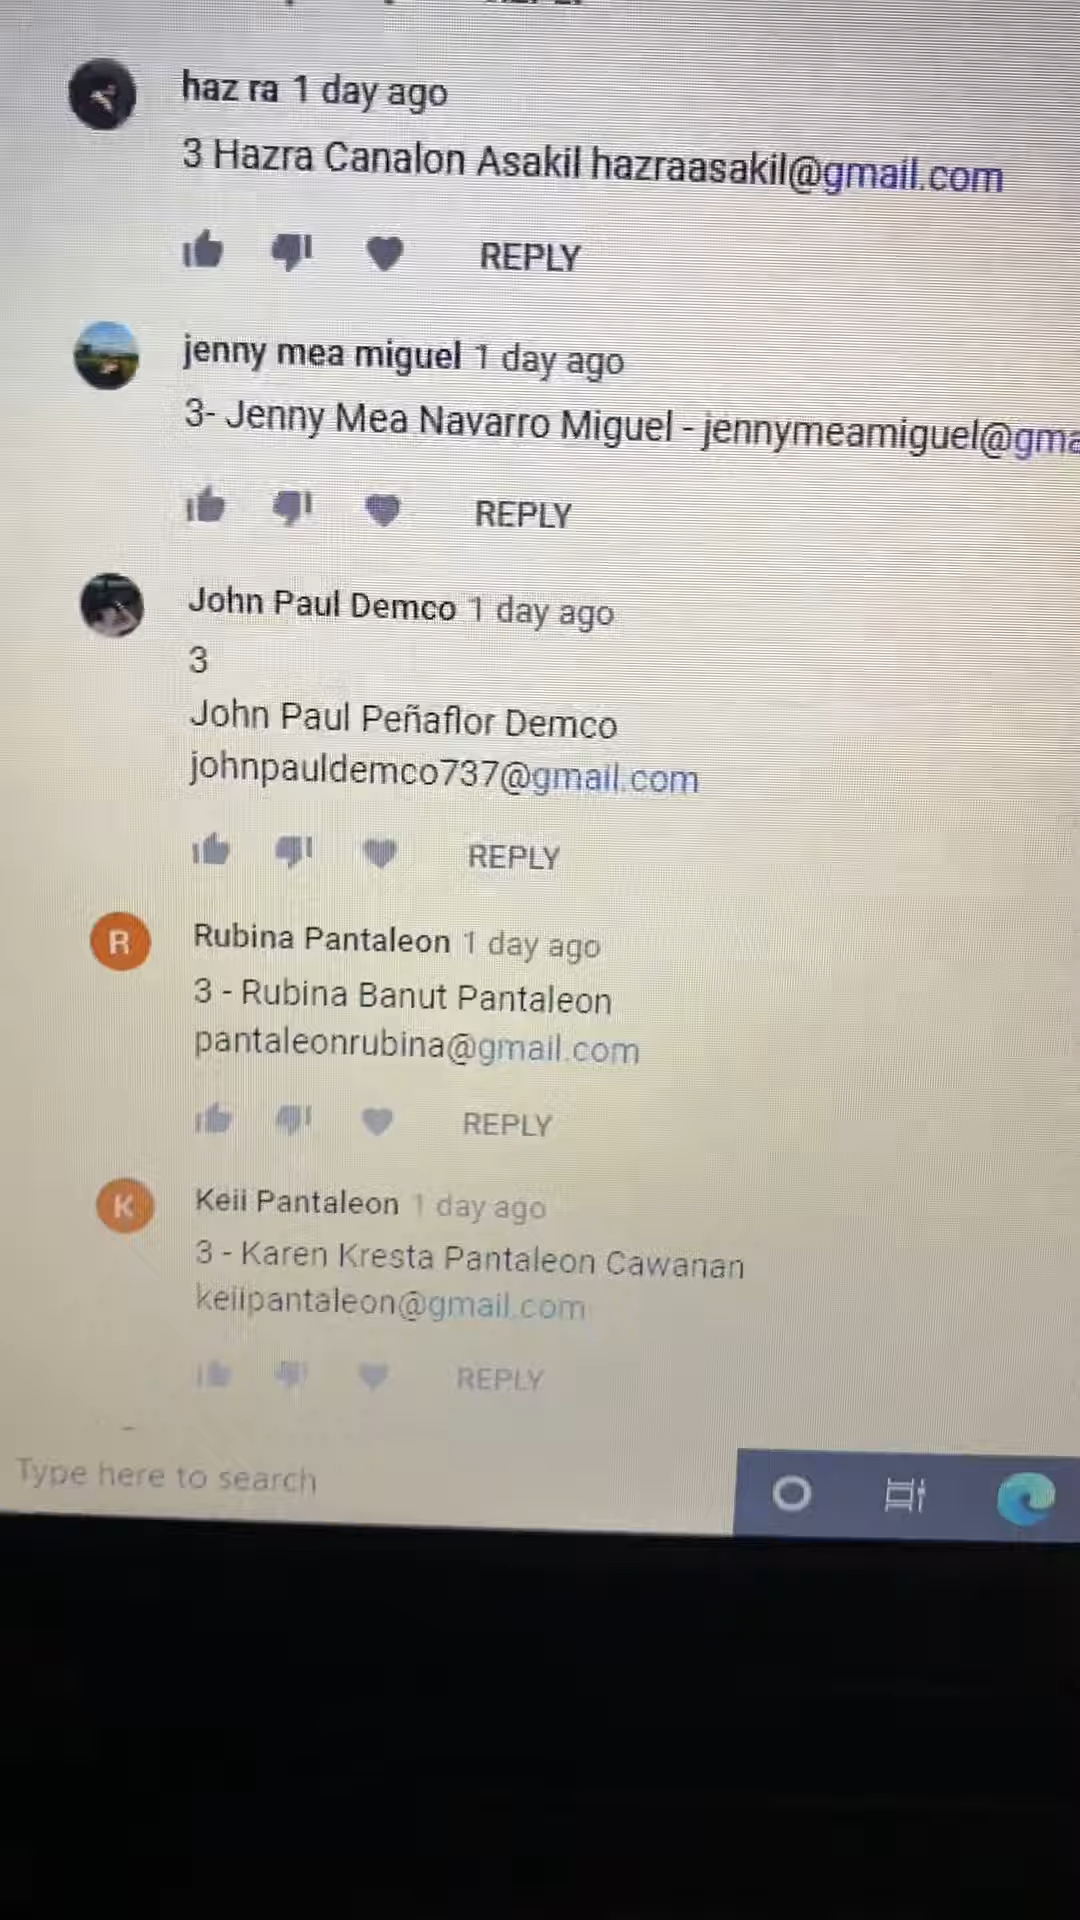 haz ra 1 day ago
3 Hazra Canalon Asakil hazraasakil@gmail.com
REPLY
jenny mea miguel 1 day ago
3- Jenny Mea Navarro Miguel - jennymeamiguel@gma
REPLY
John Paul Demco 1 day ago
3
John Paul Peñaflor Demco
johnpauldemco737@gmail.com
REPLY
R
Rubina Pantaleon 1 day ago
3 - Rubina Banut Pantaleon
pantaleonrubina@gmail.com
REPLY
K
Keii Pantaleon 1 day ago
3 - Karen Kresta Pantaleon Cawanan
keiipantaleon@gmail.com
REPLY
Type here to search